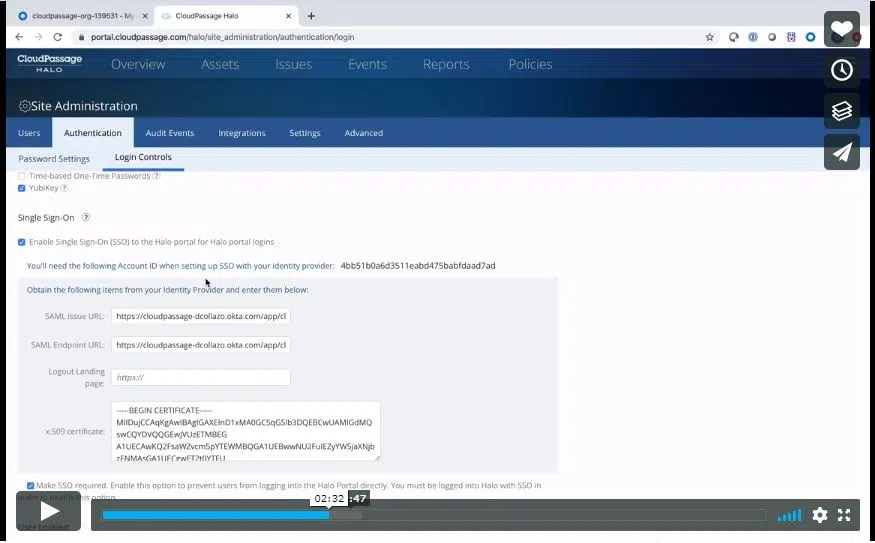 cloudpassage-org-139531 - My
CloudPassage Halo
portal.cloudpassage.com/halo/site_administration/authentication/login
CloudPassage
HALO
Overview Assets Issues Events Reports Policies
Site Administration
Users Authentication Audit Events Integrations Settings Advanced
Password Settings Login Controls
Time-based One-Time Passwords ?
YubiKey ?
Single Sign-On ?
Enable Single Sign-On (SSO) to the Halo portal for Halo portal logins
You'll need the following Account ID when setting up SSO with your identity provider: 4bb51b0a6d3511eabd475babfdaad7ad
Obtain the following items from your Identity Provider and enter them below:
SAML Issue URL: https://cloudpassage-dcollazo.okta.com/app/cl
SAML Endpoint URL: https://cloudpassage-dcollazo.okta.com/app/cl
Logout Landing
page:
https://
x.509 certificate:
-----BEGIN CERTIFICATE-----
MIIDujCCAqKgAwIBAgIGAXEInD1xMA0GCSqGSIb3DQEBCwUAMIGdMQ
swCQYDVQQGEwJVUzETMBEG
A1UECAwKQ2FsaWZvcm5pYTEWMBQGA1UEBwwNU2FuIEZyYW5jaXNjb
zENMAsGA1UECgwET2t0YTEU
Make SSO required. Enable this option to prevent users from logging into the Halo Portal directly. You must be logged into Halo with SSO in
order to enable this option.
02:32 :47
User Lockout